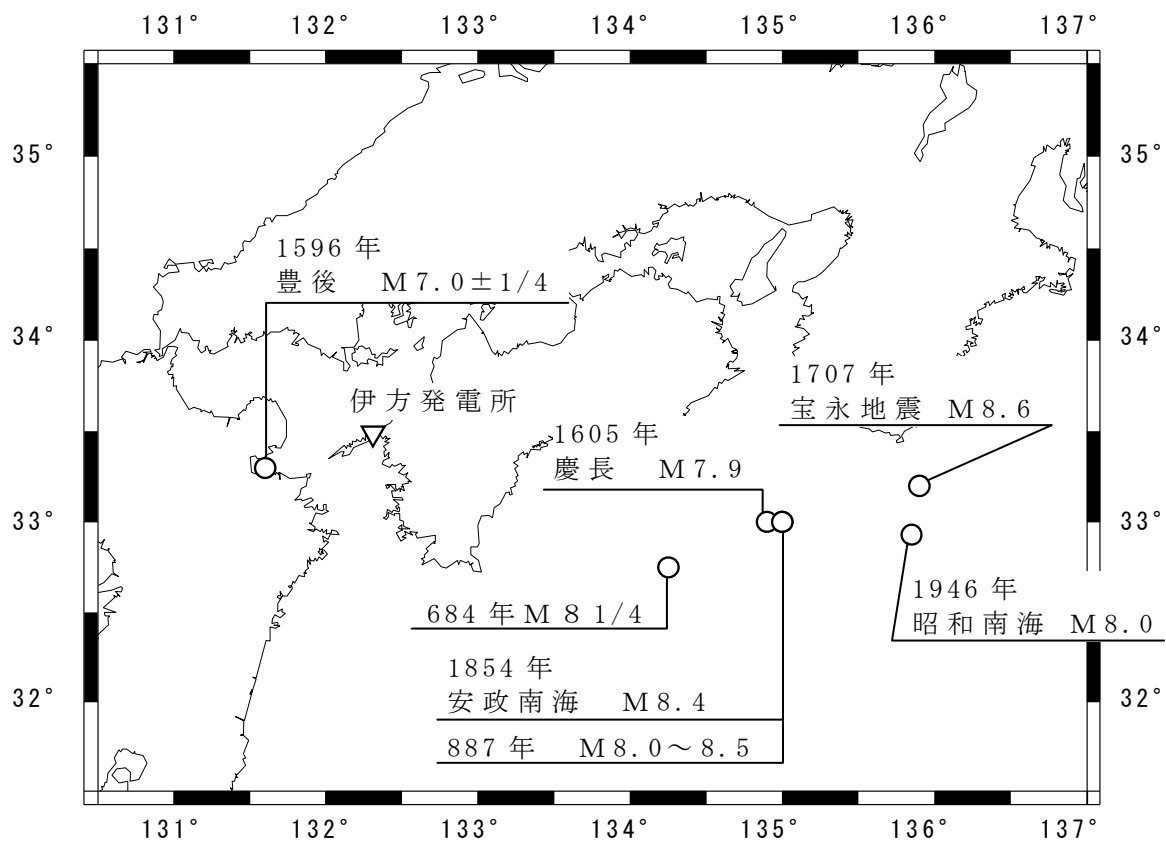 131° 132° 133° 134° 135° 136° 137°
35° 35°
1596 年
豊後 M7.0±1/4
34° 34°
1707 年
宝永地震 M8.6
伊方発電所
1605 年
慶長 M7.9
33° 33°
1946 年
昭和南海 M8.0
684 年 M８1/4
1854 年
安政南海 M8.4
32° 32°
887 年 M8.0～8.5
131° 132° 133° 134° 135° 136° 137°